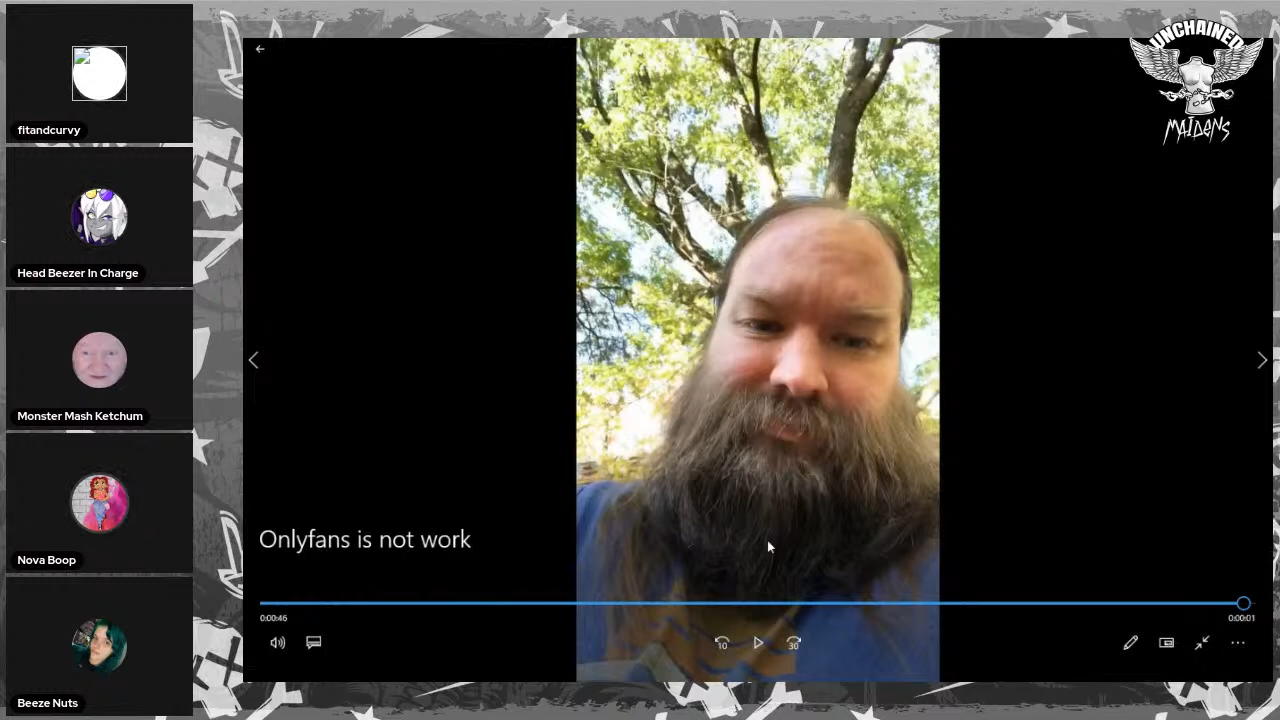 fitandcurvy
Head Beezer In Charge
Monster Mash Ketchum
Nova Boop
Beeze Nuts
UNCHAINED
MAIDENS
Onlyfans is not work
0:00:46
0:00:01
10
30